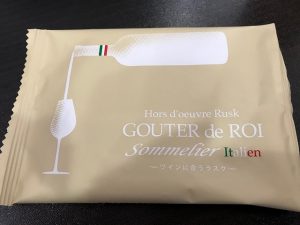 Hors d'oeuvre Rusk
GOUTER de ROI
Sommelier Italien
―ワインに合うラスク―